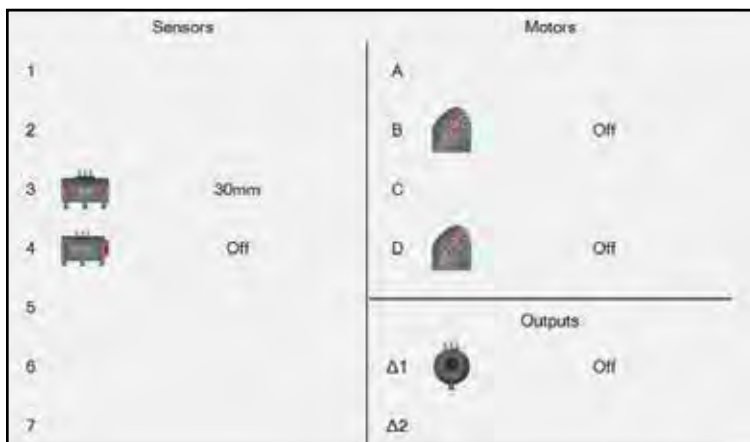 Sensors
1
2
3 30mm
4 Off
5
6
7
Motors
A
B Off
C
D Off
Outputs
Δ1 Off
Δ2